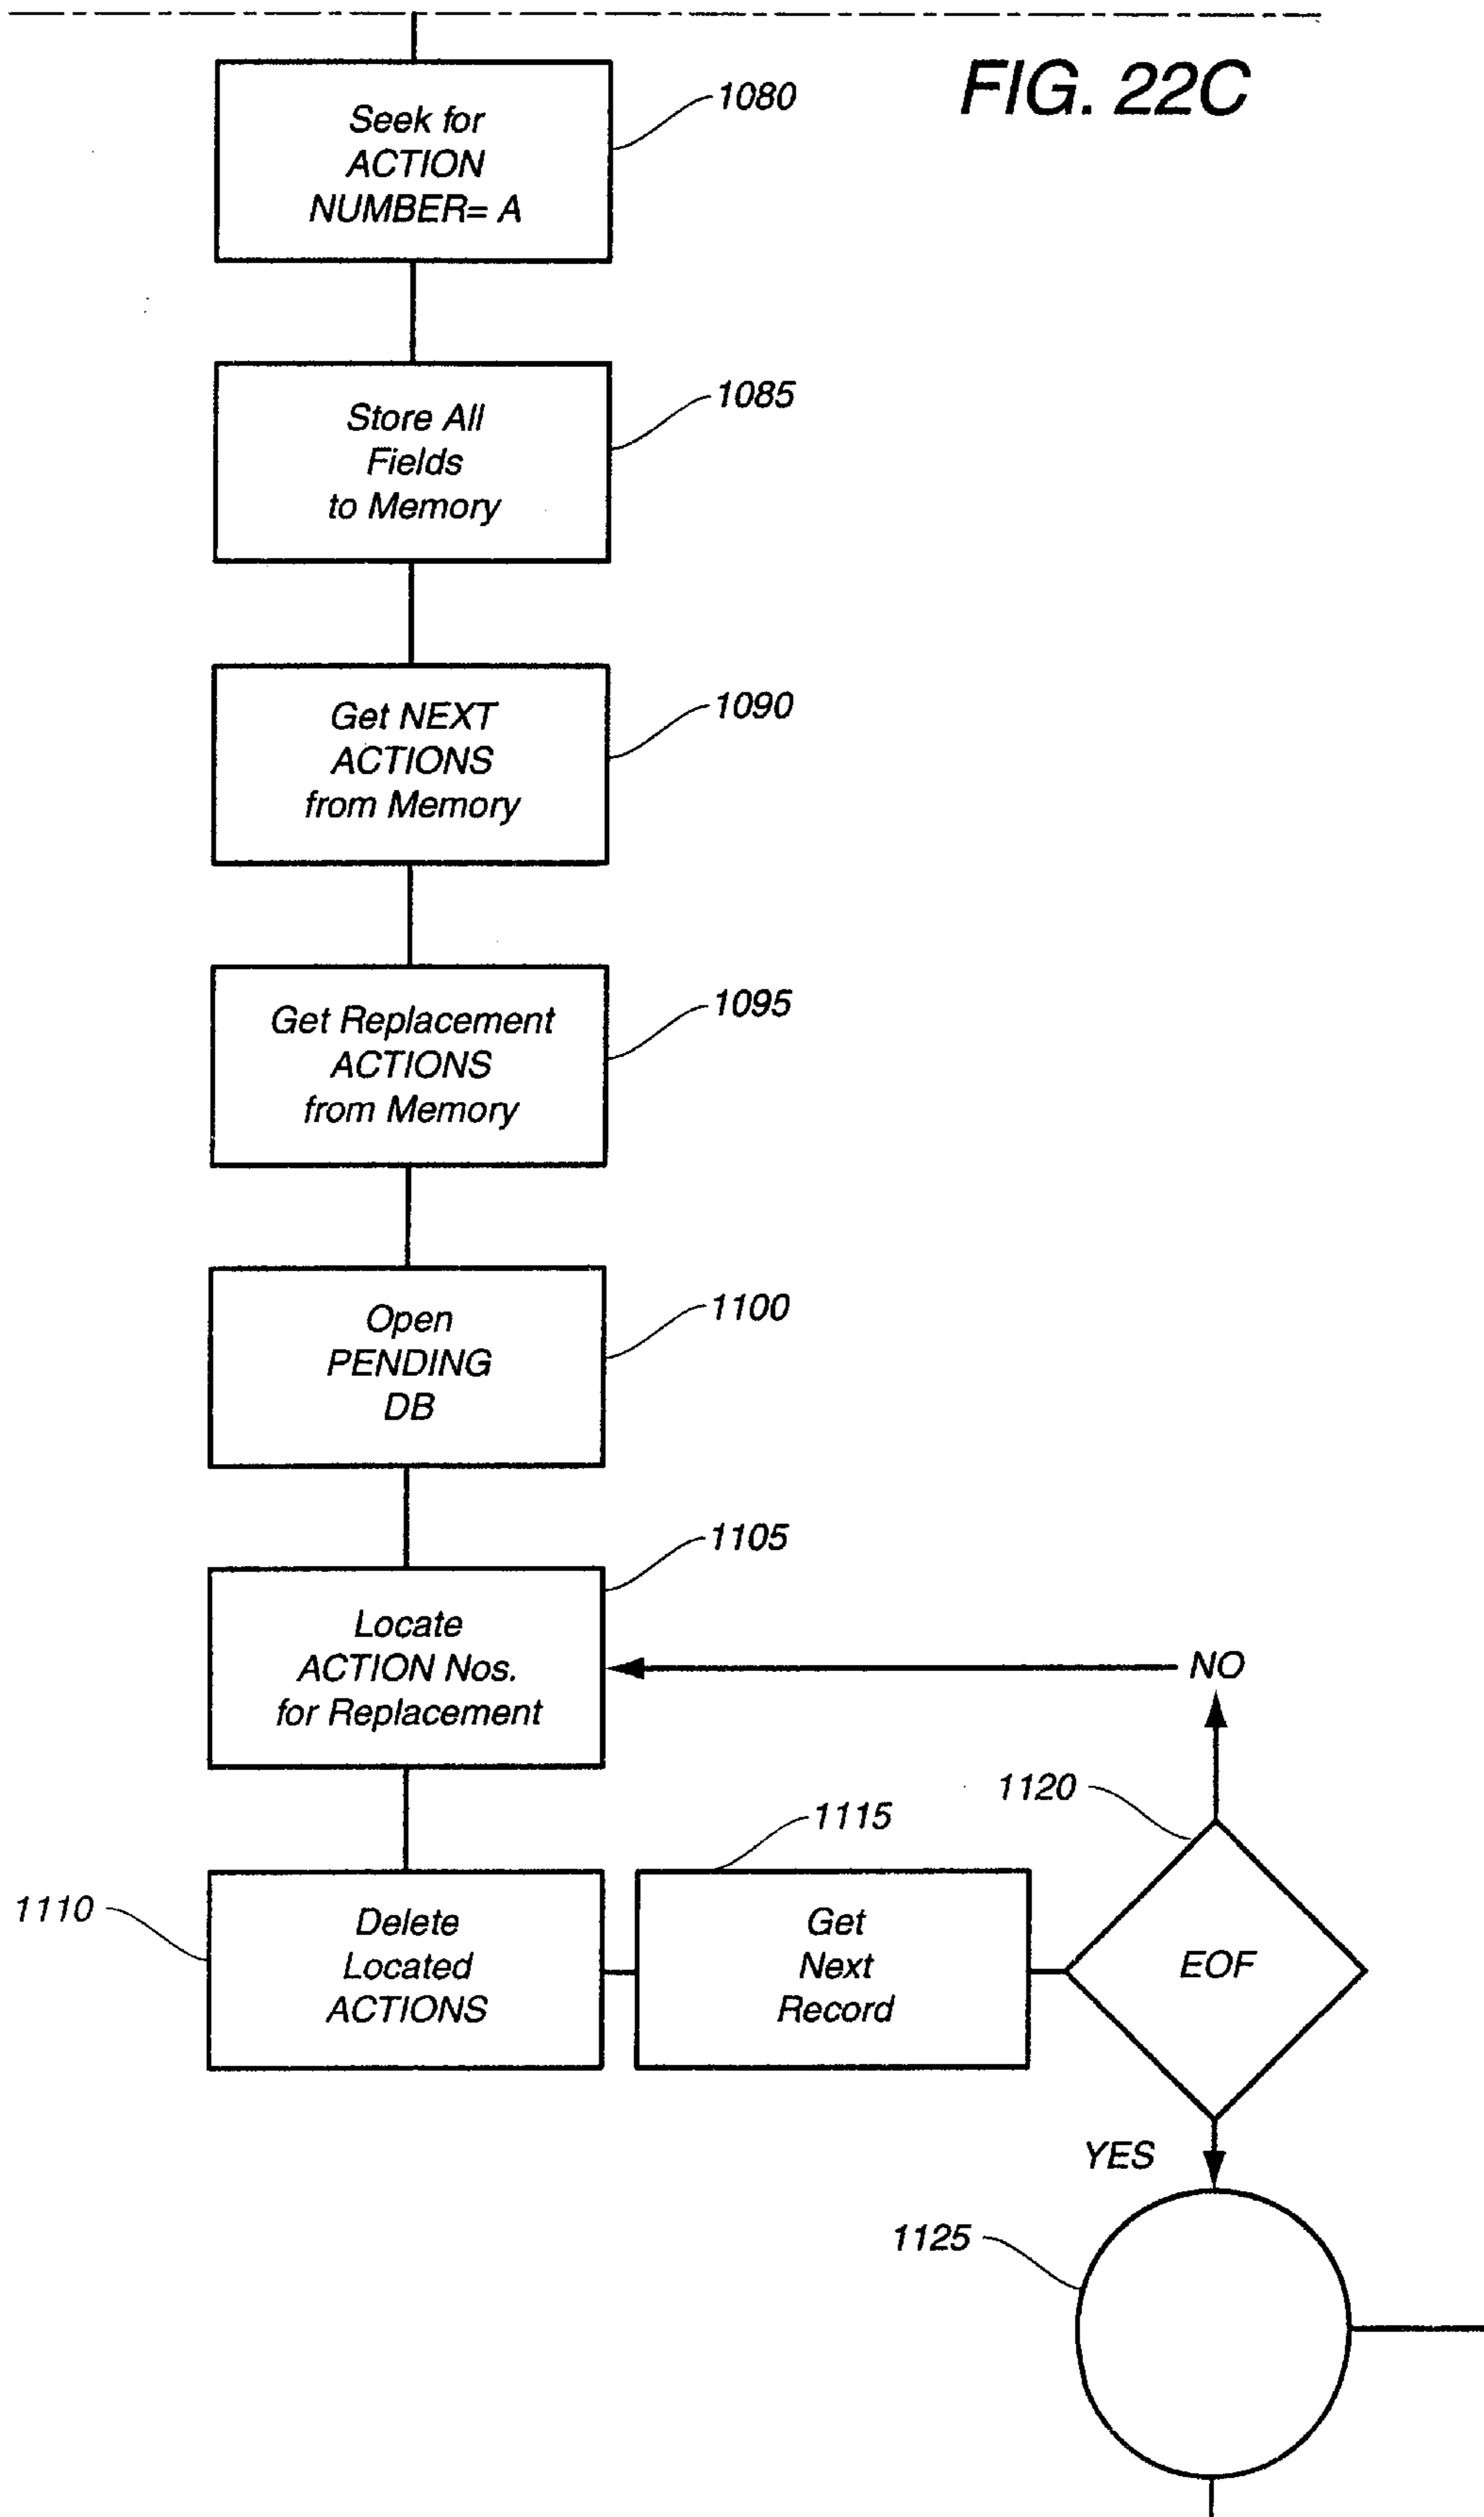 FIG. 22C
1080
Seek for
ACTION
NUMBER= A
1085
Store All
Fields
to Memory
1090
Get NEXT
ACTIONS
from Memory
1095
Get Replacement
ACTIONS
from Memory
1100
Open
PENDING
DB
1105
Locate
ACTION Nos.
for Replacement
NO
1120
1115
1110
Delete
Located
ACTIONS
Get
Next
Record
EOF
YES
1125